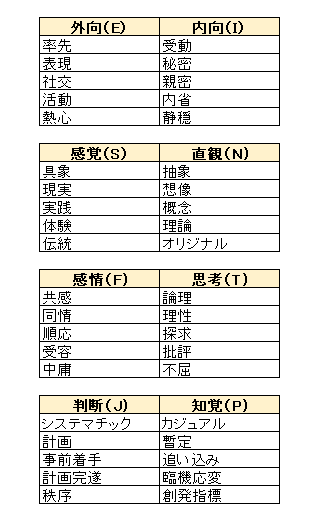 外向(E) 内向(I)
率先 受動
表現 秘密
社交 親密
活動 内省
熱心 静穏
感覚(S) 直観(N)
具象 抽象
現実 想像
実践 概念
体験 理論
伝統 オリジナル
感情(F) 思考(T)
共感 論理
同情 理性
順応 探求
受容 批評
中庸 不屈
判断(J) 知覚(P)
システマチック カジュアル
計画 暫定
事前着手 追い込み
計画完遂 臨機応変
秩序 創発指標